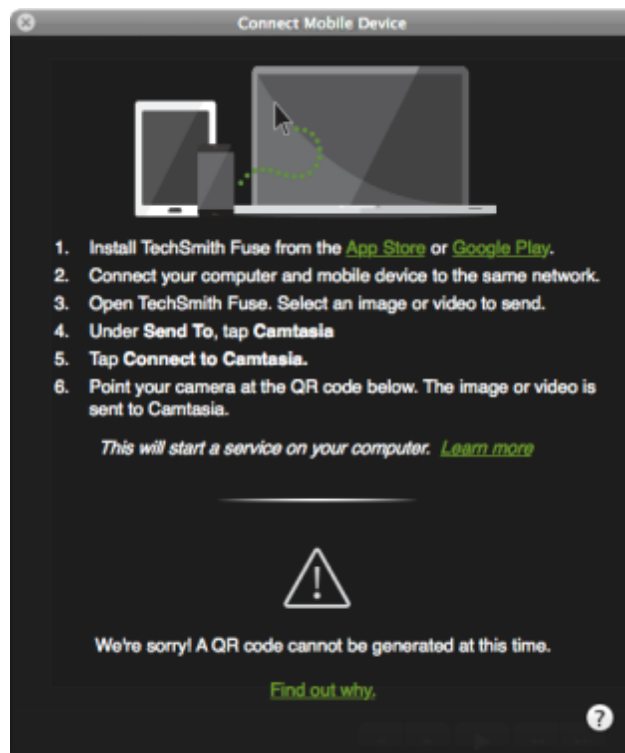 Connect Mobile Device
1. Install TechSmith Fuse from the App Store or Google Play.
2. Connect your computer and mobile device to the same network.
3. Open TechSmith Fuse. Select an image or video to send.
4. Under Send To, tap Camtasia
5. Tap Connect to Camtasia.
6. Point your camera at the QR code below. The image or video is
sent to Camtasia.
This will start a service on your computer. Learn more
!
We're sorry! A QR code cannot be generated at this time.
Find out why.
?